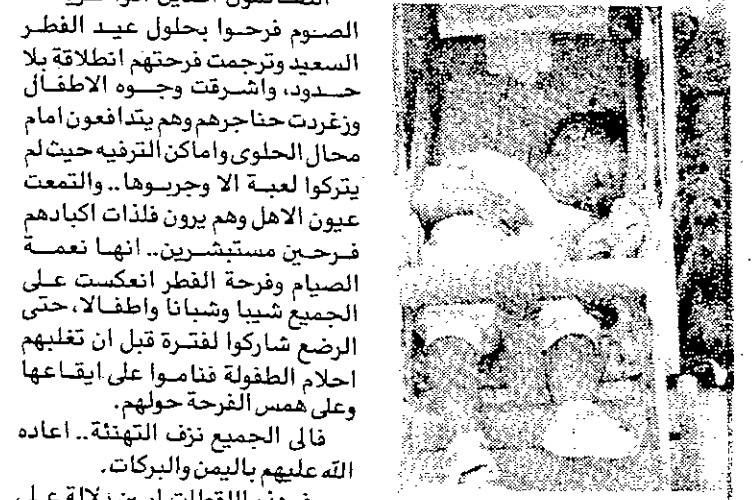 الصوم فرحوا بحلول عيد الفطر
السعيد وترجمت فرحتهم انطلاقة بلا
حدود، واشرقت وجوه الاطفال
وزغردت حناجرهم وهم يتدافعون امام
محال الحلوى واماكن الترفيه حيث لم
يتركوا لعبة الا وجربوها.. والتمعت
عيون الاهل وهم يرون فلذات اكبادهم
فرحين مستبشرين.. انها نعمة
الصيام وفرحة الفطر انعكست على
الجميع شيبا وشبانا واطفالا، حتى
الرضع شاركوا لفترة قبل ان تغلبهم
احلام الطفولة فناموا على ايقاعها
وعلى همس الفرحة حولهم.
فالى الجميع نزف التهنئة.. اعاده
الله عليهم باليمن والبركات.